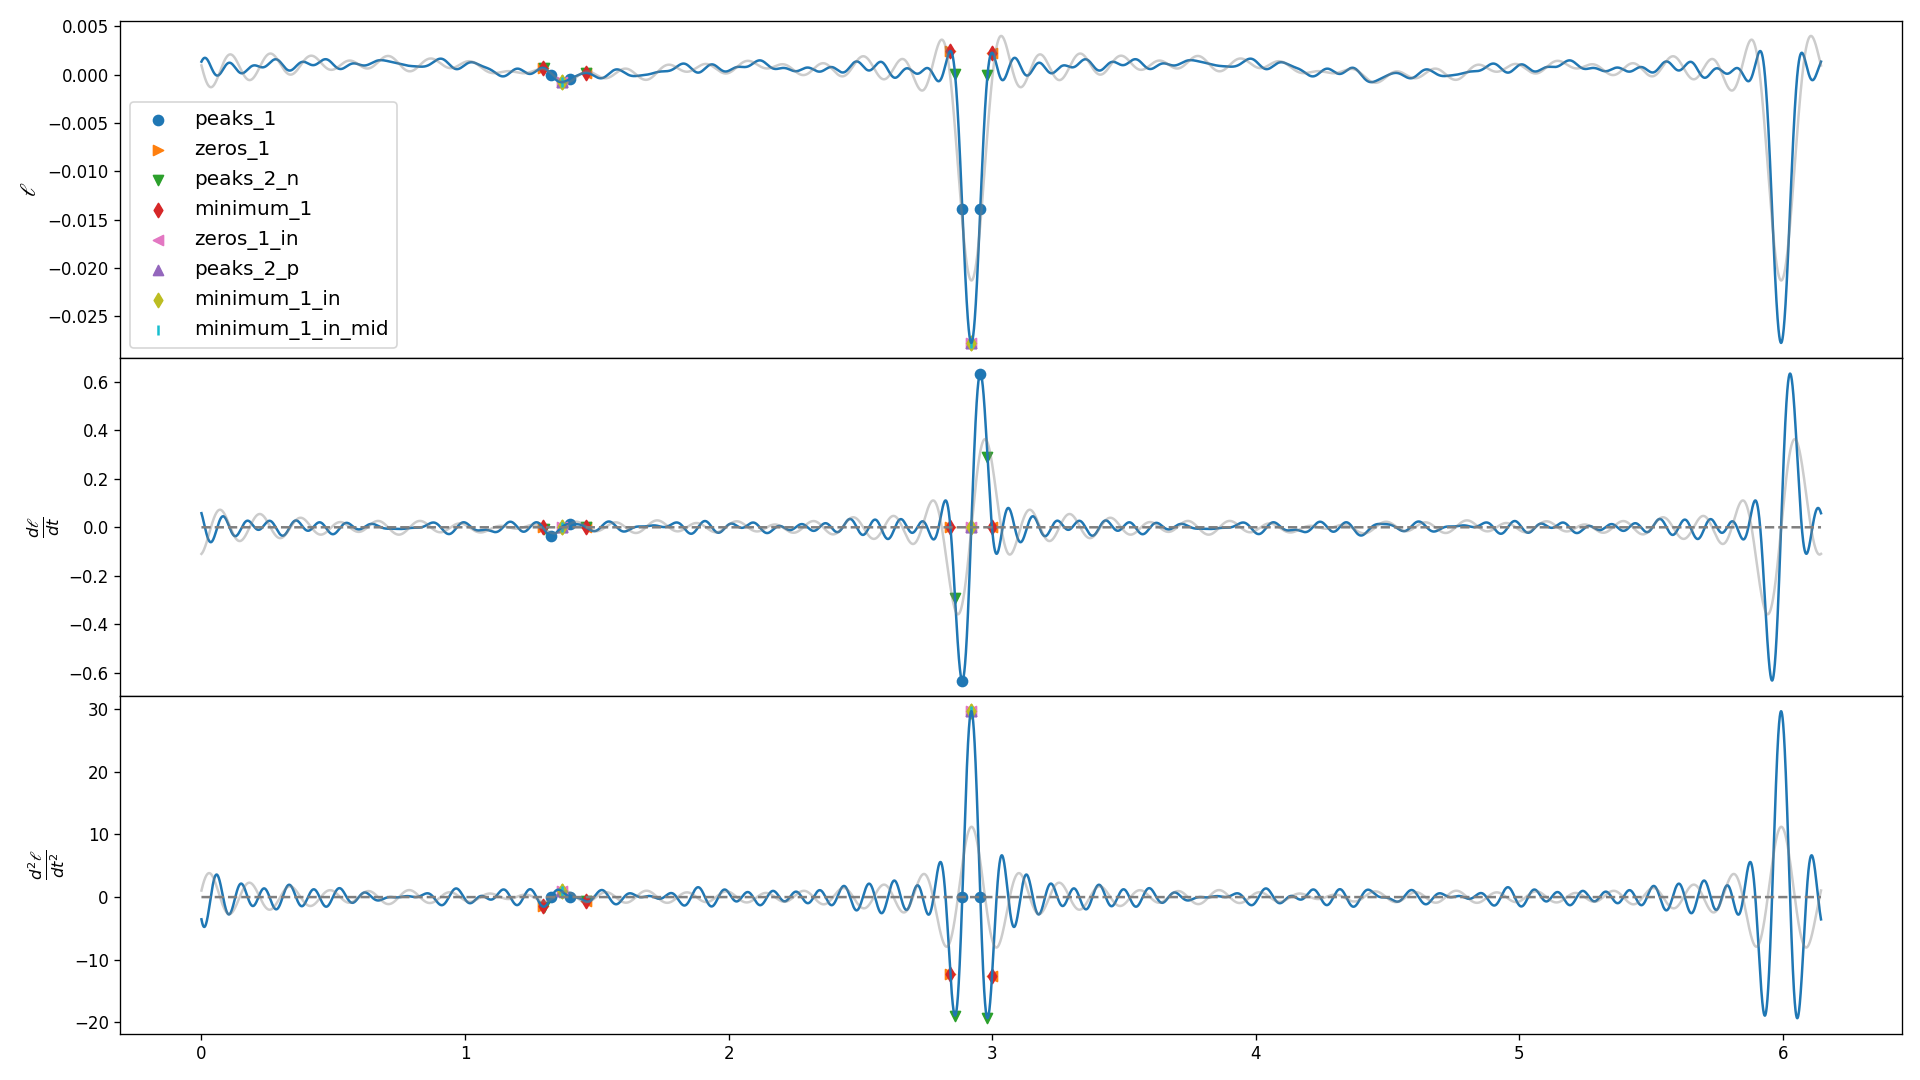 0.005
0.000
−0.005
−0.010
−0.015
−0.020
−0.025
ℓ
peaks_1
zeros_1
peaks_2_n
minimum_1
zeros_1_in
peaks_2_p
minimum_1_in
minimum_1_in_mid
0.6
0.4
0.2
0.0
−0.2
−0.4
−0.6
dℓ
dt
30
20
10
0
−10
−20
d²ℓ
dt²
0 1 2 3 4 5 6